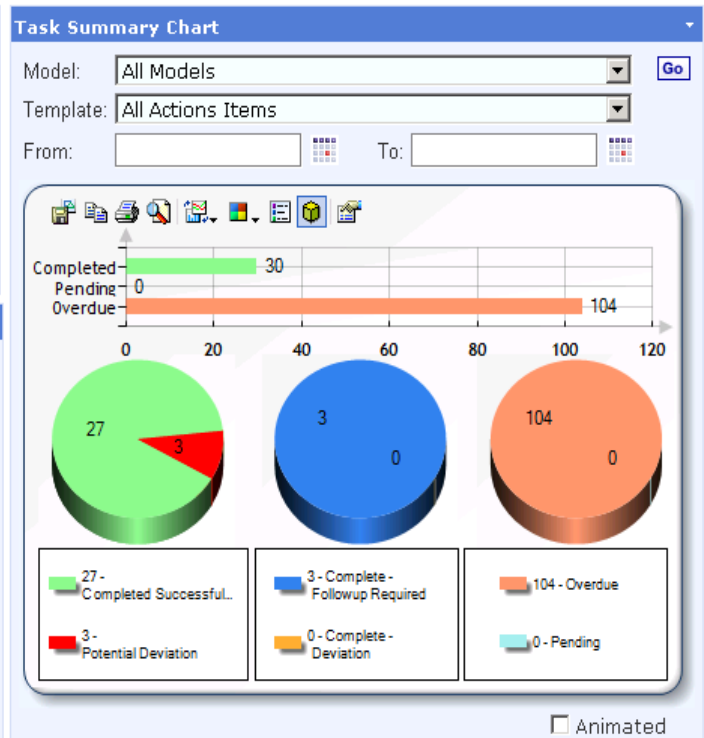 Task Summary Chart
Model: All Models Go
Template: All Actions Items
From: To:
Completed 30
Pending 0
Overdue 104
0 20 40 60 80 100 120
27 3
3 0
104 0
27 -
Completed Successful..
3 -
Potential Deviation
3 - Complete -
Followup Required
0 - Complete -
Deviation
104 - Overdue
0 - Pending
Animated